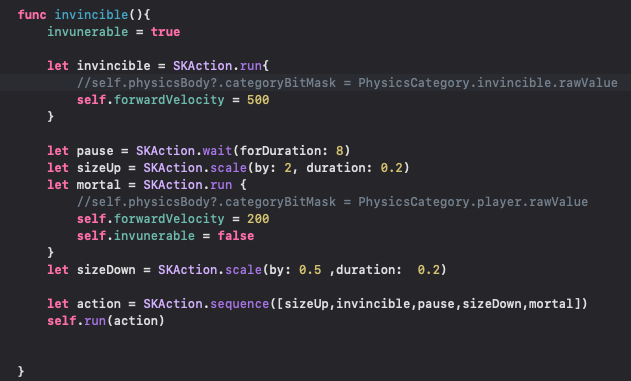 func invincible(){
invunerable = true
let invincible = SKAction.run{
//self.physicsBody?.categoryBitMask = PhysicsCategory.invincible.rawValue
self.forwardVelocity = 500
}
let pause = SKAction.wait(forDuration: 8)
let sizeUp = SKAction.scale(by: 2, duration: 0.2)
let mortal = SKAction.run {
//self.physicsBody?.categoryBitMask = PhysicsCategory.player.rawValue
self.forwardVelocity = 200
self.invunerable = false
}
let sizeDown = SKAction.scale(by: 0.5 ,duration:  0.2)
let action = SKAction.sequence([sizeUp,invincible,pause,sizeDown,mortal])
self.run(action)
}